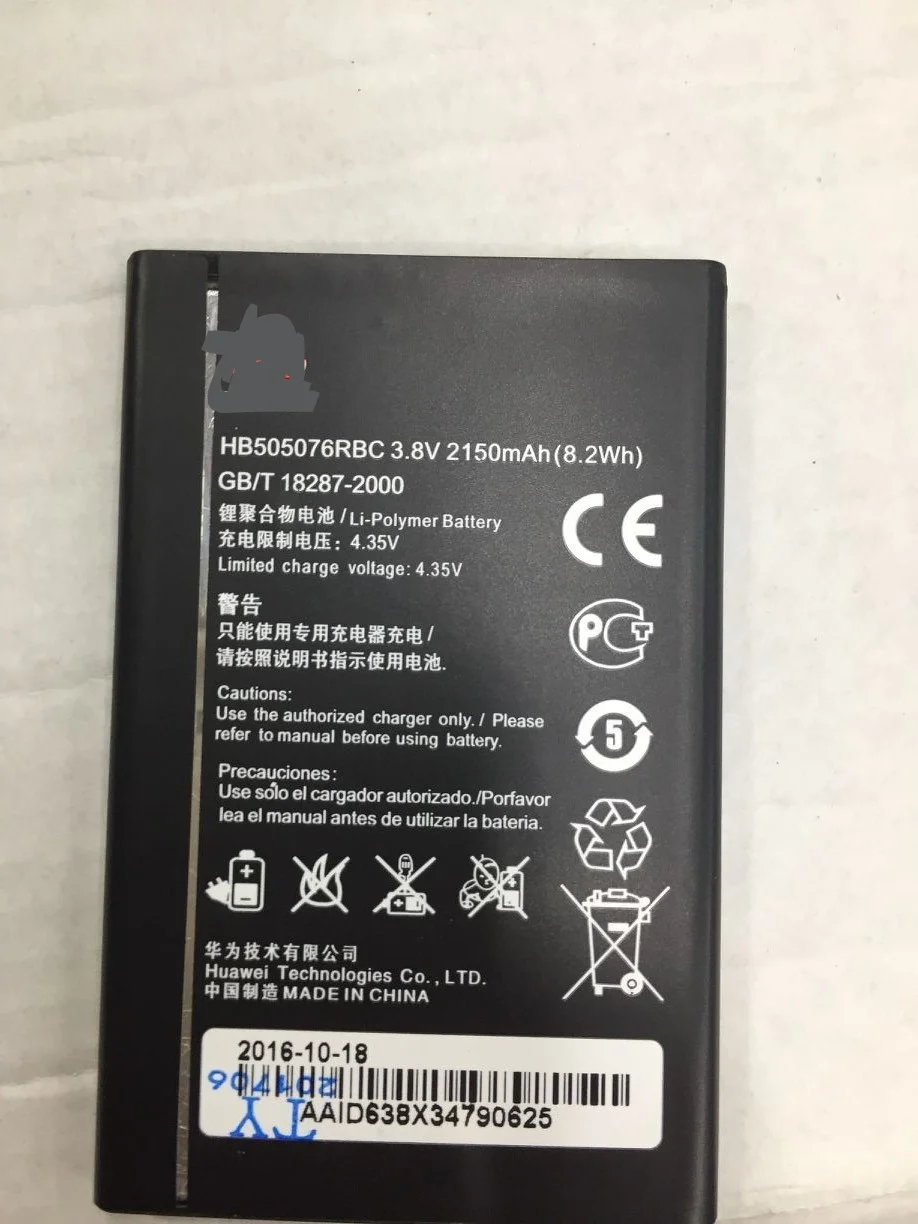 HB505076RBC 3.8V 2150mAh(8.2Wh)
GB/T 18287-2000
锂聚合物电池/Li-Polymer Battery
充电限制电压：4.35V
Limited charge voltage: 4.35V
警告
只能使用专用充电器充电/
请按照说明书指示使用电池.
Cautions:
Use the authorized charger only. / Please
refer to manual before using battery.
Precauciones:
Use sólo el cargador autorizado./Porfavor
lea el manual antes de utilizar la bateria.
CE
PCT
5
华为技术有限公司
Huawei Technologies Co., LTD.
中国制造 MADE IN CHINA
2016-10-18
AAID638X34790625
TY